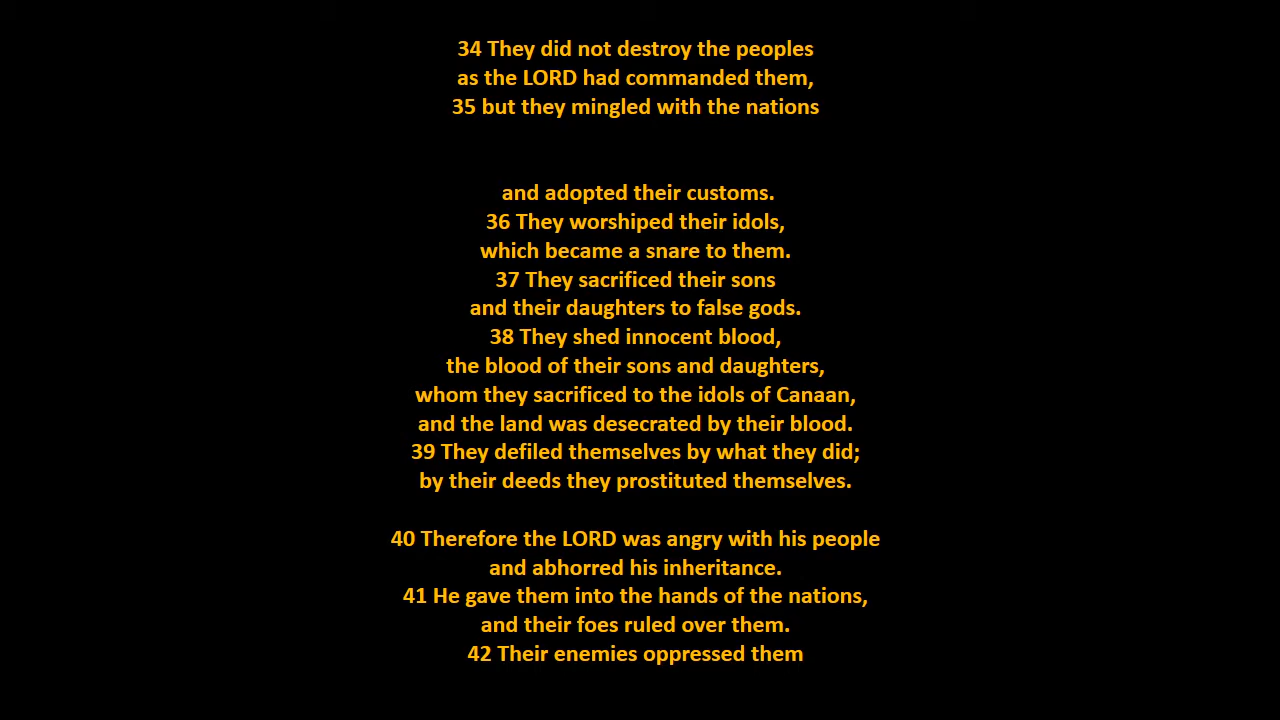 34 They did not destroy the peoples
as the LORD had commanded them,
35 but they mingled with the nations
and adopted their customs.
36 They worshiped their idols,
which became a snare to them.
37 They sacrificed their sons
and their daughters to false gods.
38 They shed innocent blood,
the blood of their sons and daughters,
whom they sacrificed to the idols of Canaan,
and the land was desecrated by their blood.
39 They defiled themselves by what they did;
by their deeds they prostituted themselves.
40 Therefore the LORD was angry with his people
and abhorred his inheritance.
41 He gave them into the hands of the nations,
and their foes ruled over them.
42 Their enemies oppressed them